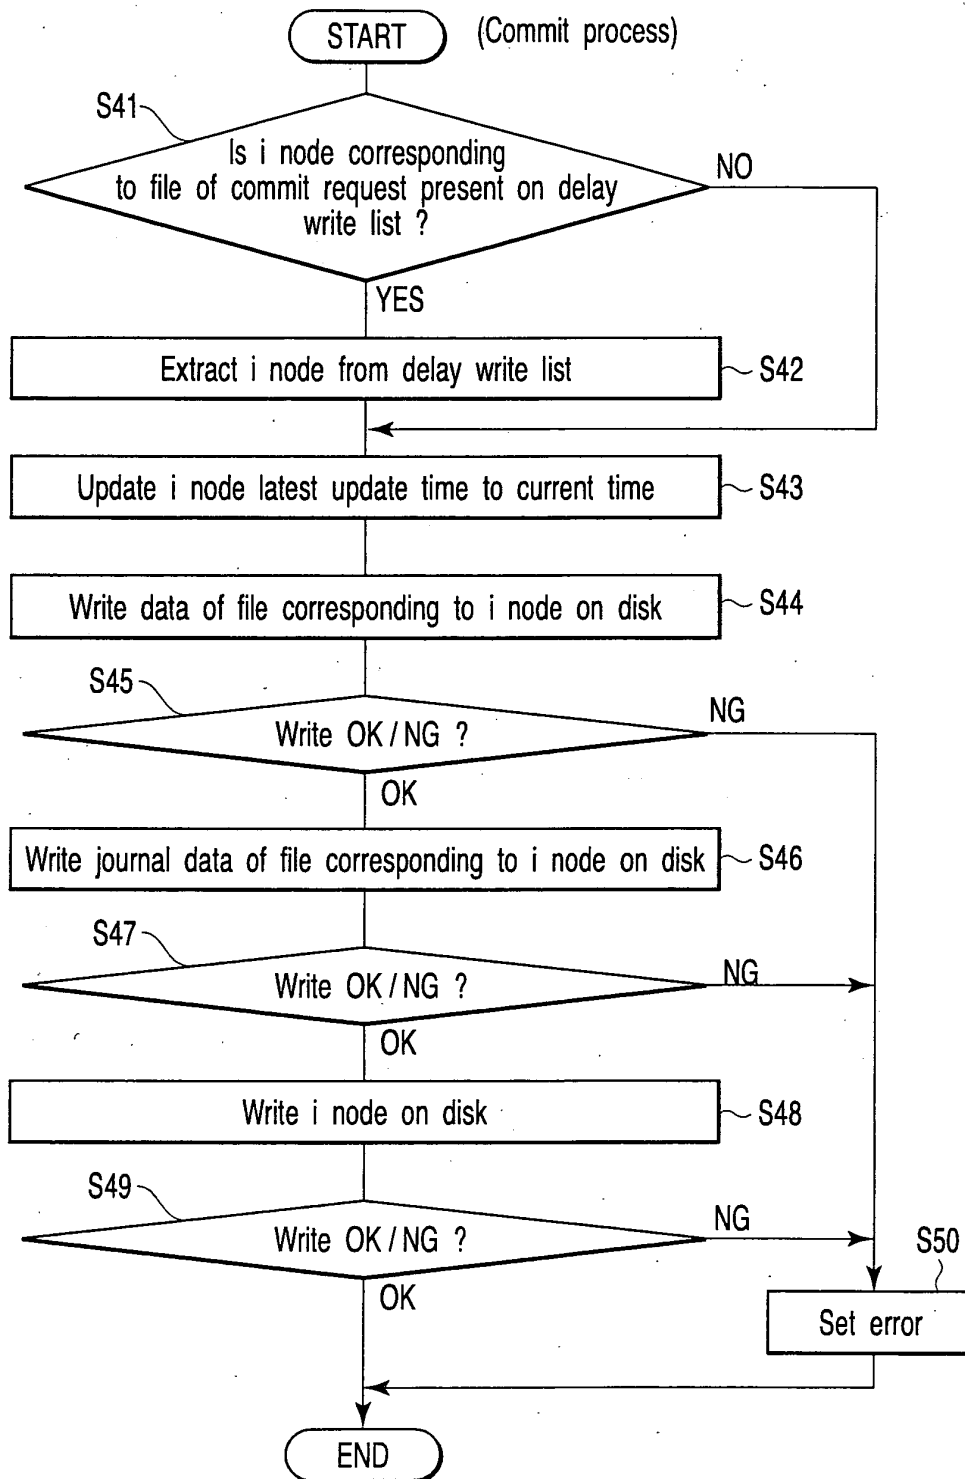 START
(Commit process)
S41
Is i node corresponding
to file of commit request present on delay
write list ?
NO
YES
Extract i node from delay write list
S42
Update i node latest update time to current time
S43
Write data of file corresponding to i node on disk
S44
S45
Write OK / NG ?
NG
OK
Write journal data of file corresponding to i node on disk
S46
S47
Write OK / NG ?
NG
OK
Write i node on disk
S48
S49
Write OK / NG ?
NG
OK
S50
Set error
END